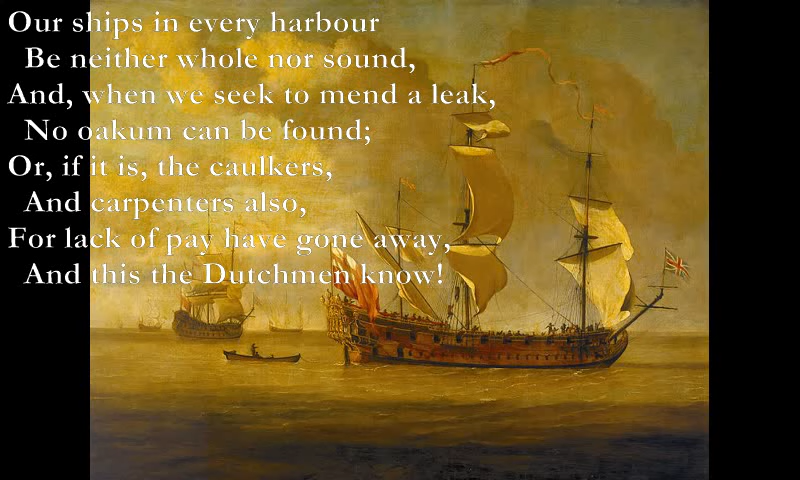 Our ships in every harbour
Be neither whole nor sound,
And, when we seek to mend a leak,
No oakum can be found;
Or, if it is, the caulkers,
And carpenters also,
For lack of pay have gone away,
And this the Dutchmen know!